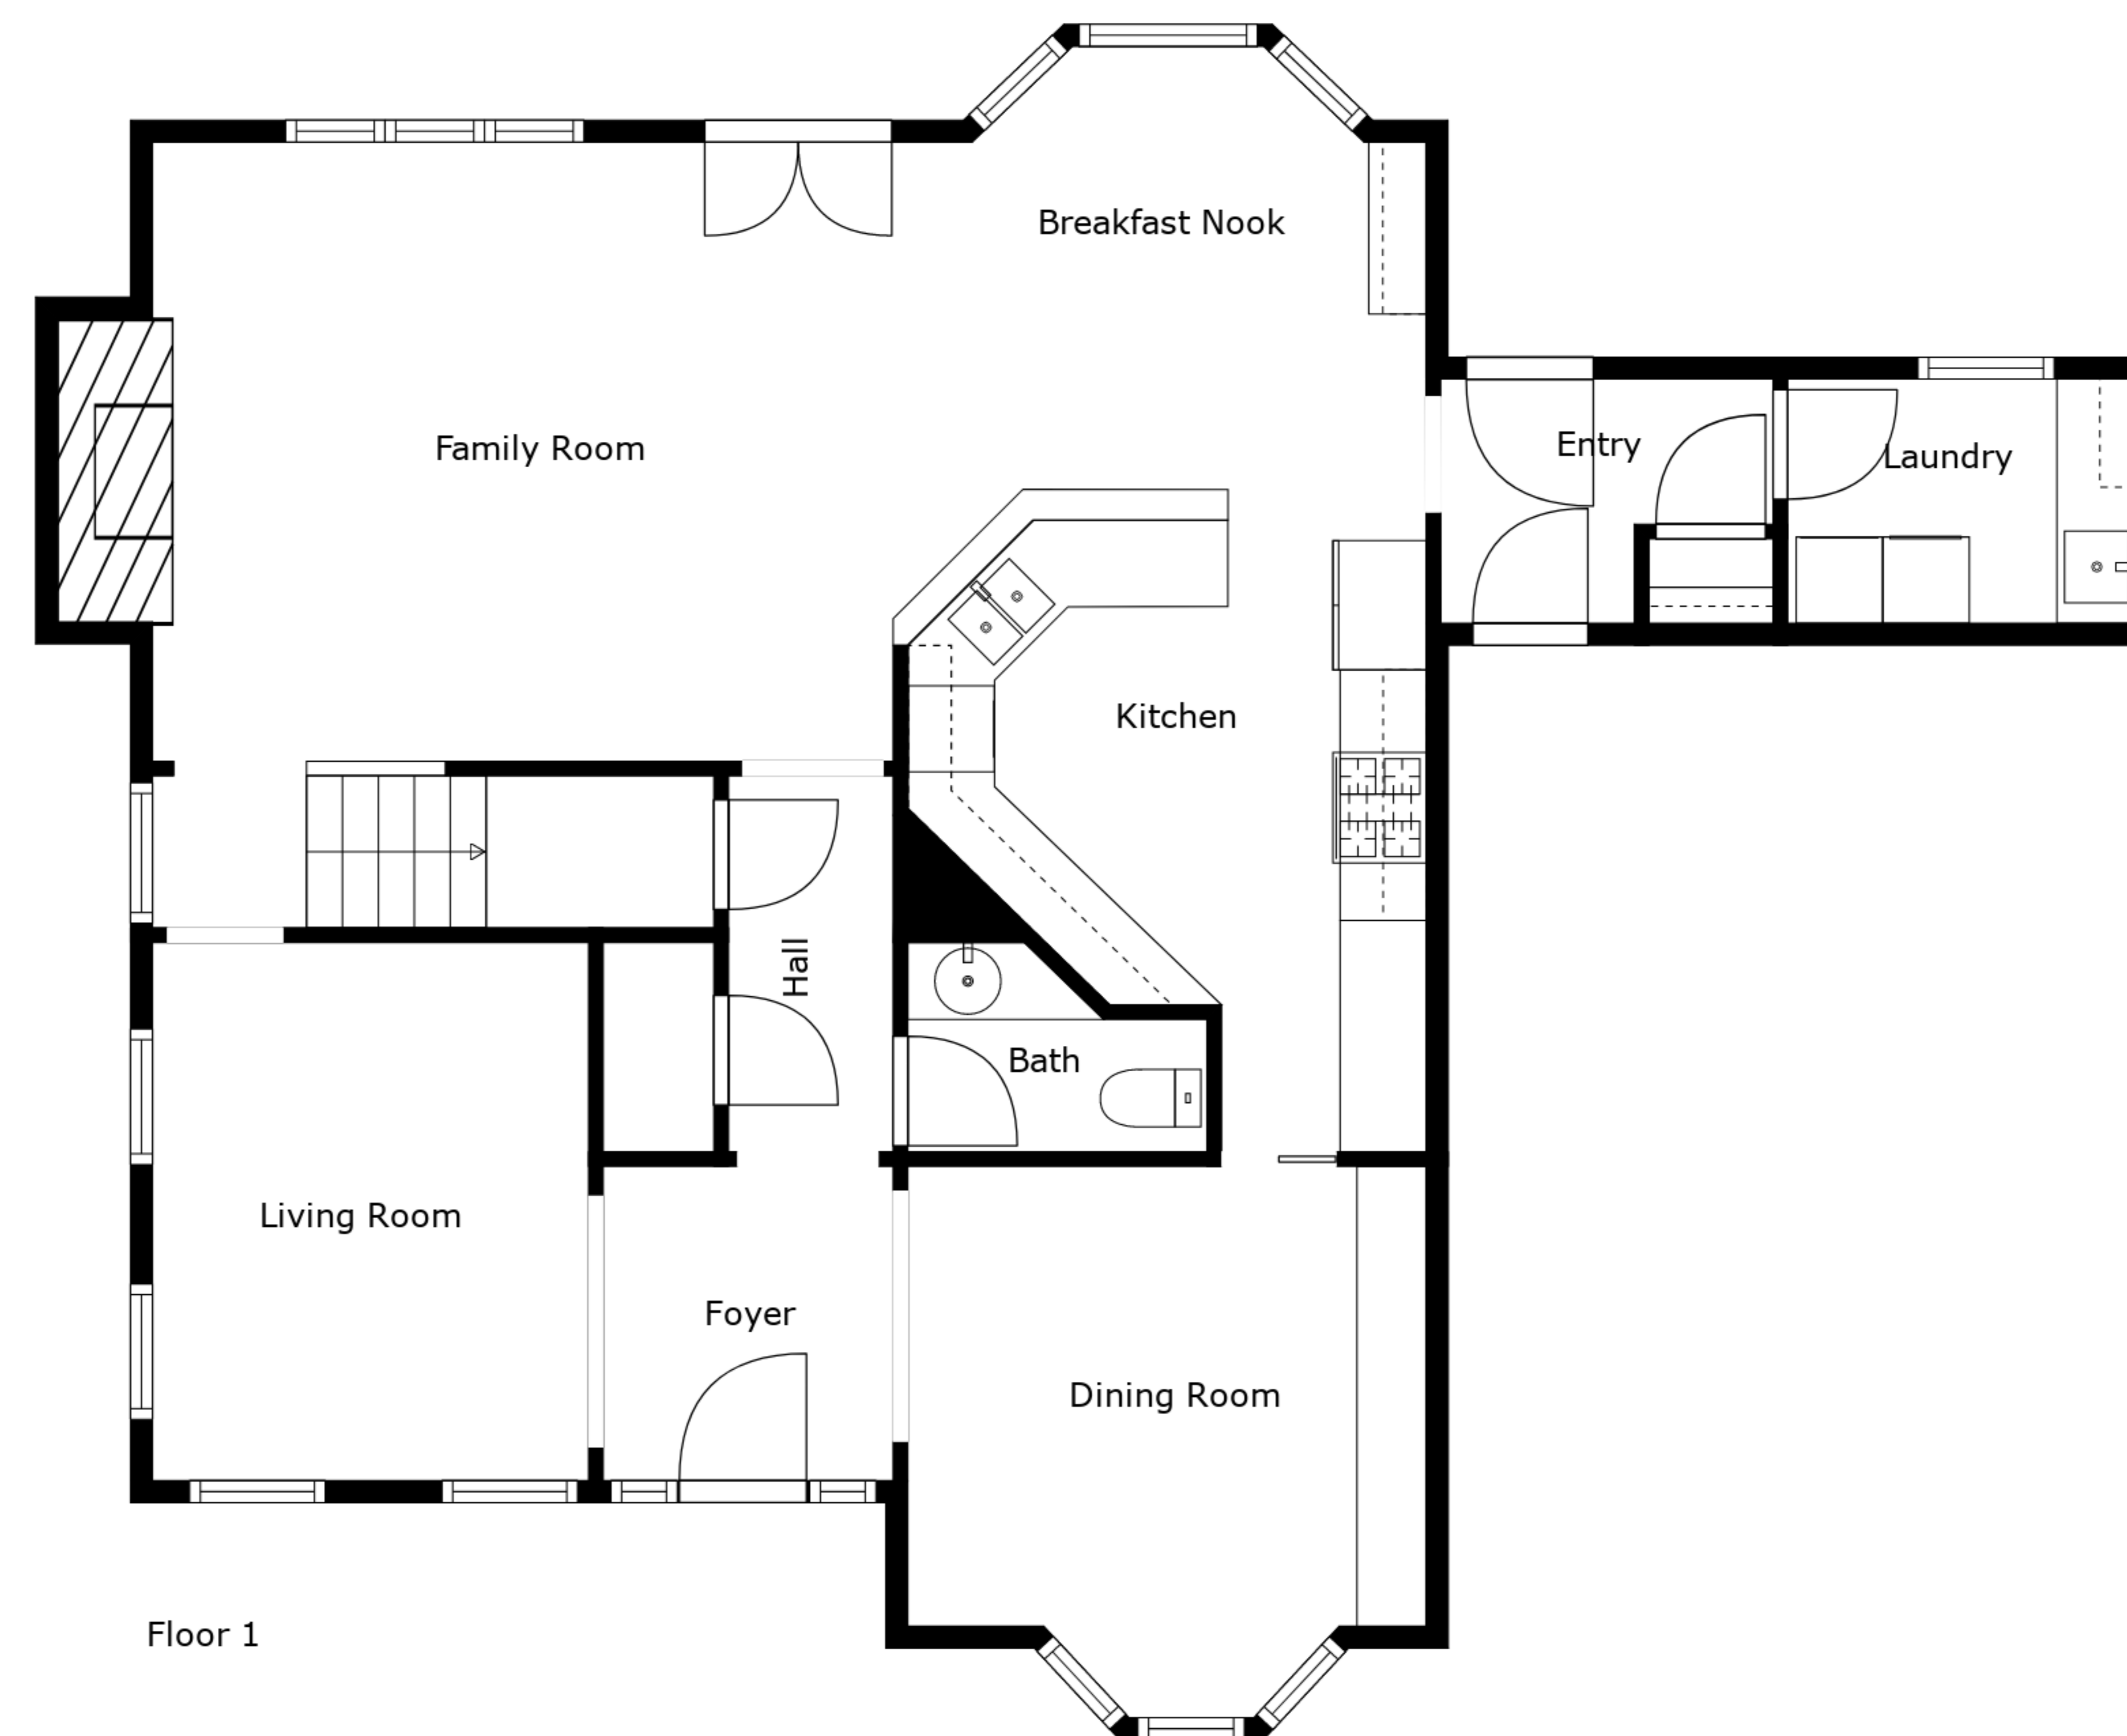 Breakfast Nook
Family Room
Entry
Laundry
Kitchen
Hall
Bath
Living Room
Foyer
Dining Room
Floor 1